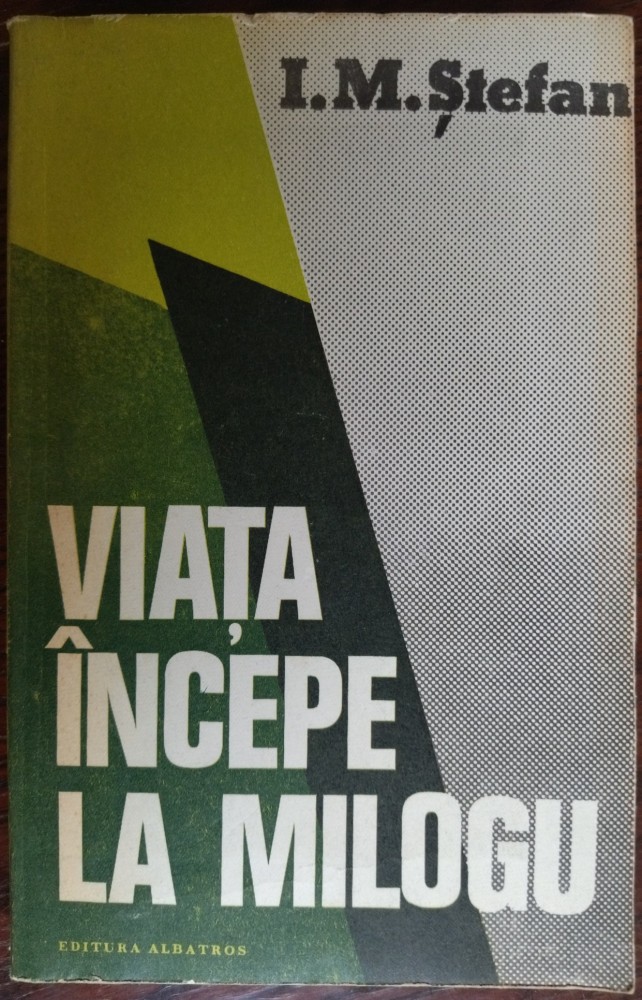 I.M.Ștefan
VIAȚA
ÎNCEPE
LA MILOGU
EDITURA ALBATROS